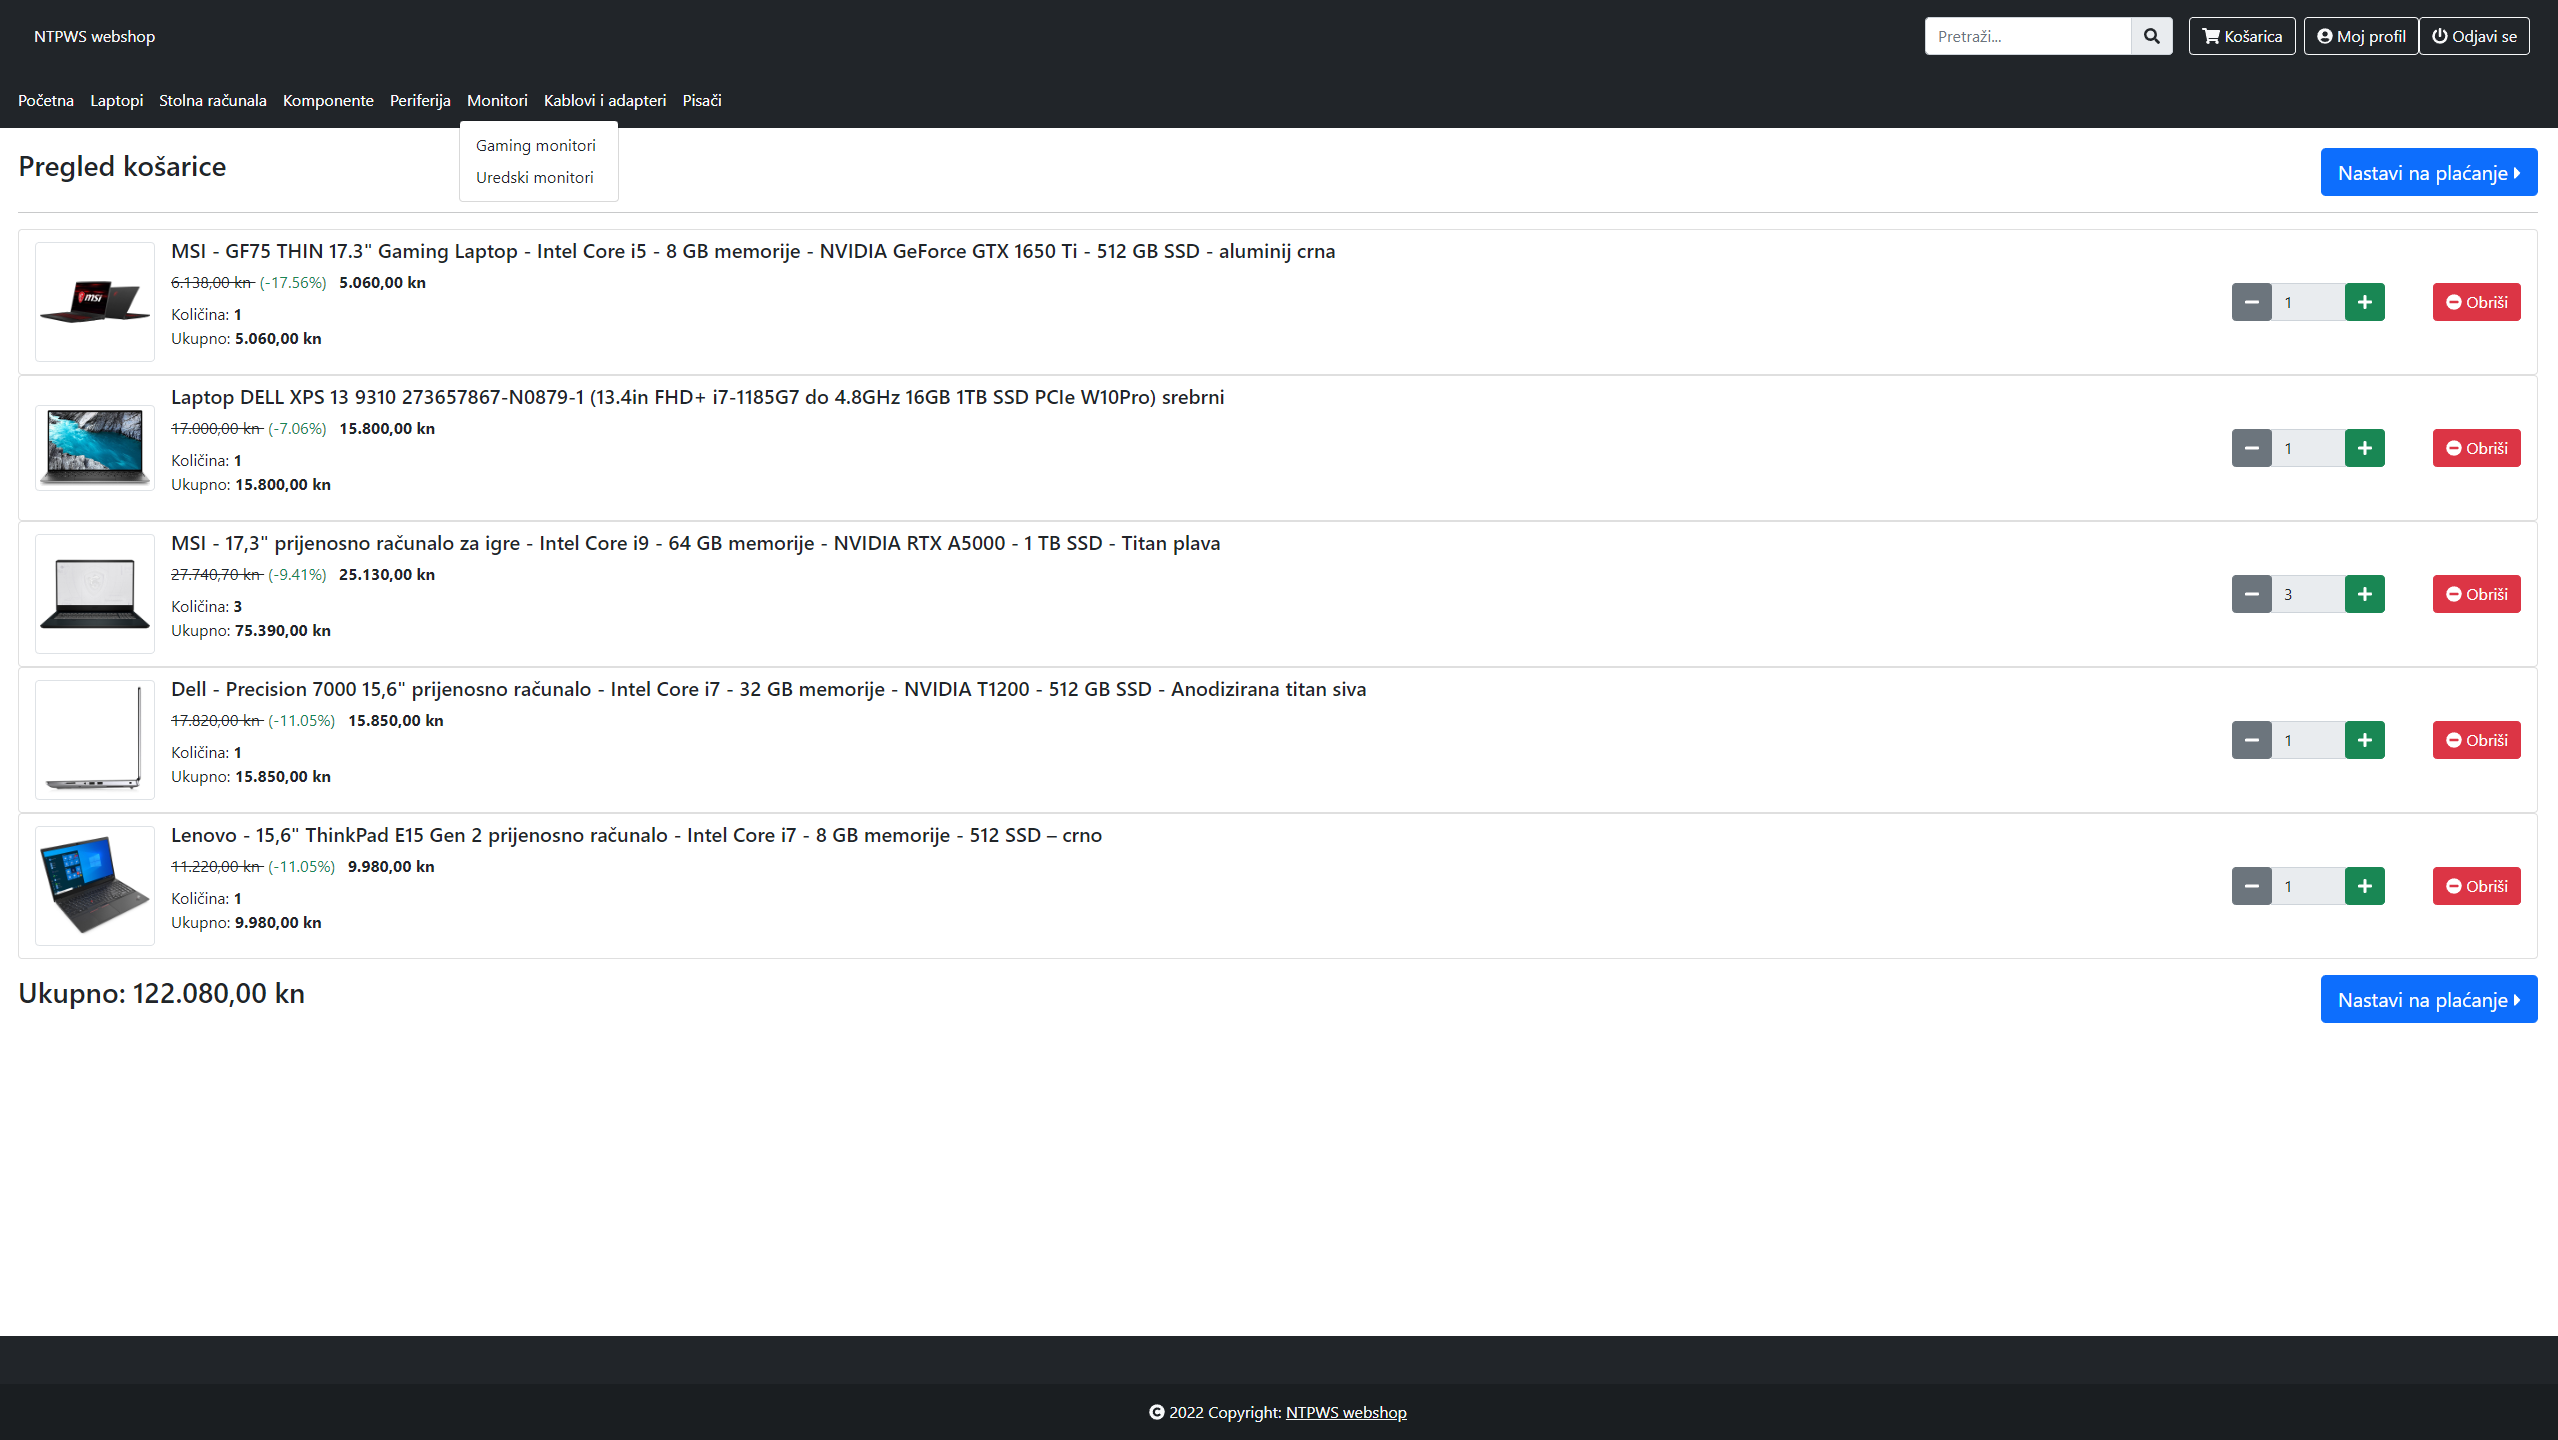 NTPWS webshop
Pretraži...
Košarica
Moj profil
Odjavi se
Početna Laptopi Stolna računala Komponente Periferija Monitori Kablovi i adapteri Pisači
Gaming monitori
Uredski monitori
Pregled košarice
Nastavi na plaćanje
MSI - GF75 THIN 17.3" Gaming Laptop - Intel Core i5 - 8 GB memorije - NVIDIA GeForce GTX 1650 Ti - 512 GB SSD - aluminij crna
6.138,00 kn (-17.56%) 5.060,00 kn
Količina: 1
Ukupno: 5.060,00 kn
1
Obriši
Laptop DELL XPS 13 9310 273657867-N0879-1 (13.4in FHD+ i7-1185G7 do 4.8GHz 16GB 1TB SSD PCIe W10Pro) srebrni
17.000,00 kn (-7.06%) 15.800,00 kn
Količina: 1
Ukupno: 15.800,00 kn
1
Obriši
MSI - 17,3" prijenosno računalo za igre - Intel Core i9 - 64 GB memorije - NVIDIA RTX A5000 - 1 TB SSD - Titan plava
27.740,70 kn (-9.41%) 25.130,00 kn
Količina: 3
Ukupno: 75.390,00 kn
3
Obriši
Dell - Precision 7000 15,6" prijenosno računalo - Intel Core i7 - 32 GB memorije - NVIDIA T1200 - 512 GB SSD - Anodizirana titan siva
17.820,00 kn (-11.05%) 15.850,00 kn
Količina: 1
Ukupno: 15.850,00 kn
1
Obriši
Lenovo - 15,6" ThinkPad E15 Gen 2 prijenosno računalo - Intel Core i7 - 8 GB memorije - 512 SSD – crno
11.220,00 kn (-11.05%) 9.980,00 kn
Količina: 1
Ukupno: 9.980,00 kn
1
Obriši
Ukupno: 122.080,00 kn
Nastavi na plaćanje
2022 Copyright: NTPWS webshop